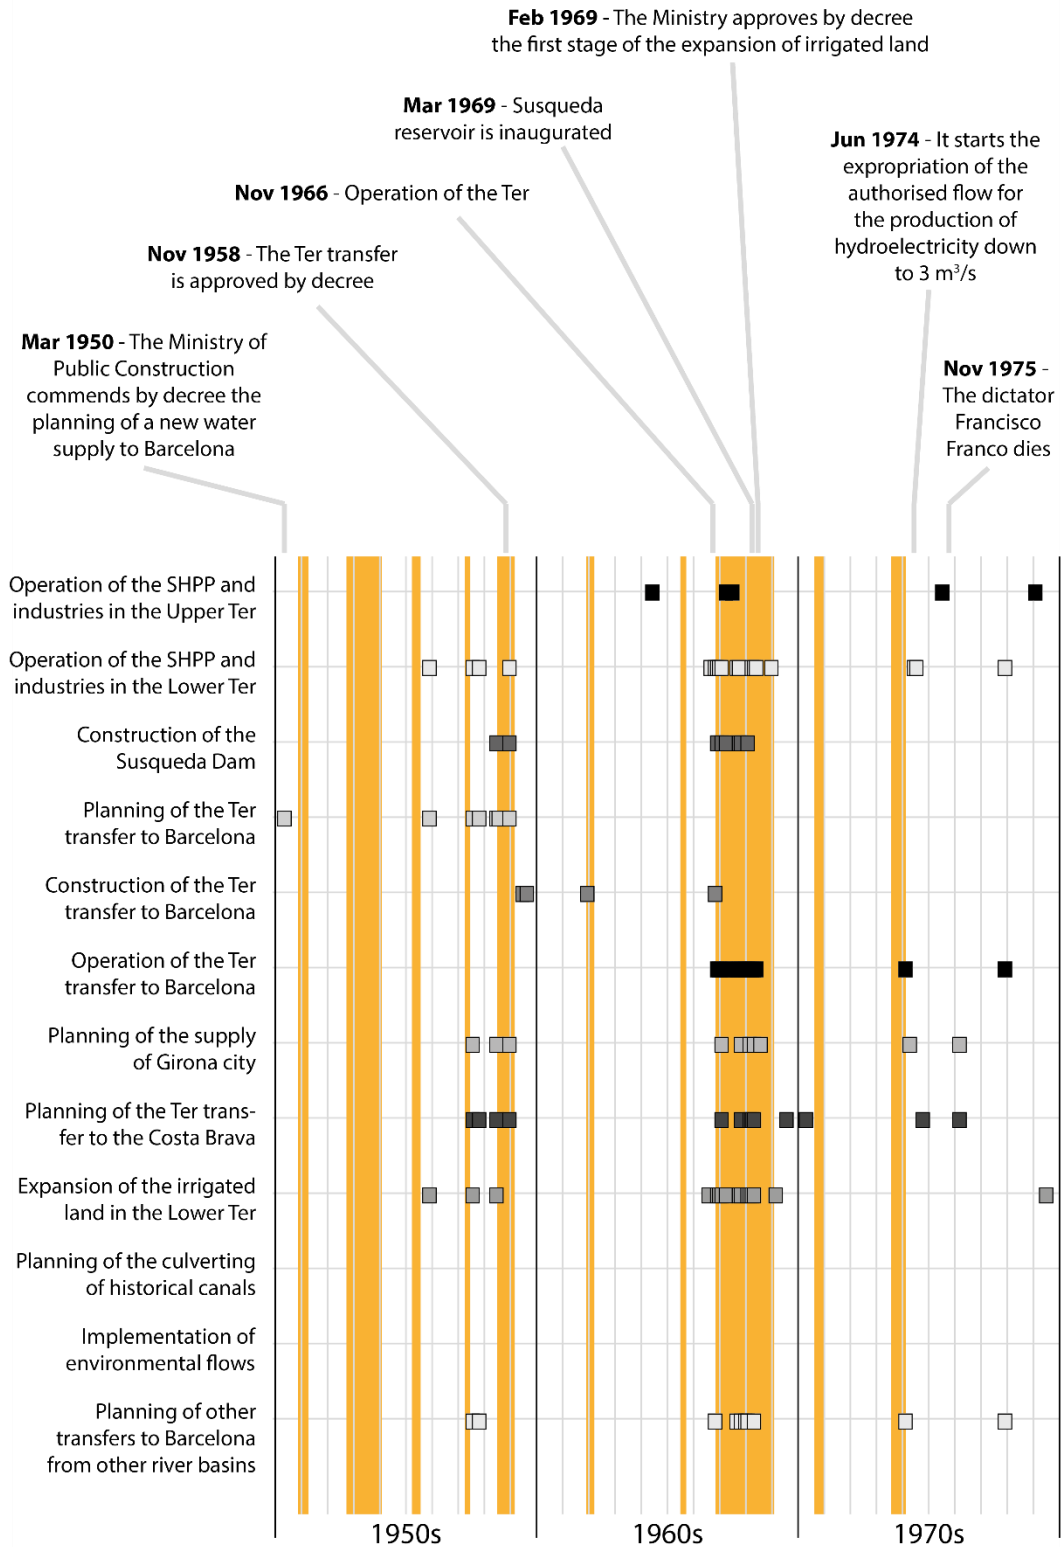 Feb 1969 - The Ministry approves by decree
the first stage of the expansion of irrigated land
Mar 1969 - Susqueda
reservoir is inaugurated
Jun 1974 - It starts the
expropriation of the
authorised flow for
the production of
hydroelectricity down
to 3 m³/s
Nov 1966 - Operation of the Ter
Nov 1958 - The Ter transfer
is approved by decree
Mar 1950 - The Ministry of
Public Construction
commends by decree the
planning of a new water
supply to Barcelona
Nov 1975 -
The dictator
Francisco
Franco dies
Operation of the SHPP and
industries in the Upper Ter
Operation of the SHPP and
industries in the Lower Ter
Construction of the
Susqueda Dam
Planning of the Ter
transfer to Barcelona
Construction of the Ter
transfer to Barcelona
Operation of the Ter
transfer to Barcelona
Planning of the supply
of Girona city
Planning of the Ter trans-
fer to the Costa Brava
Expansion of the irrigated
land in the Lower Ter
Planning of the culverting
of historical canals
Implementation of
environmental flows
Planning of other
transfers to Barcelona
from other river basins
1950s 1960s 1970s